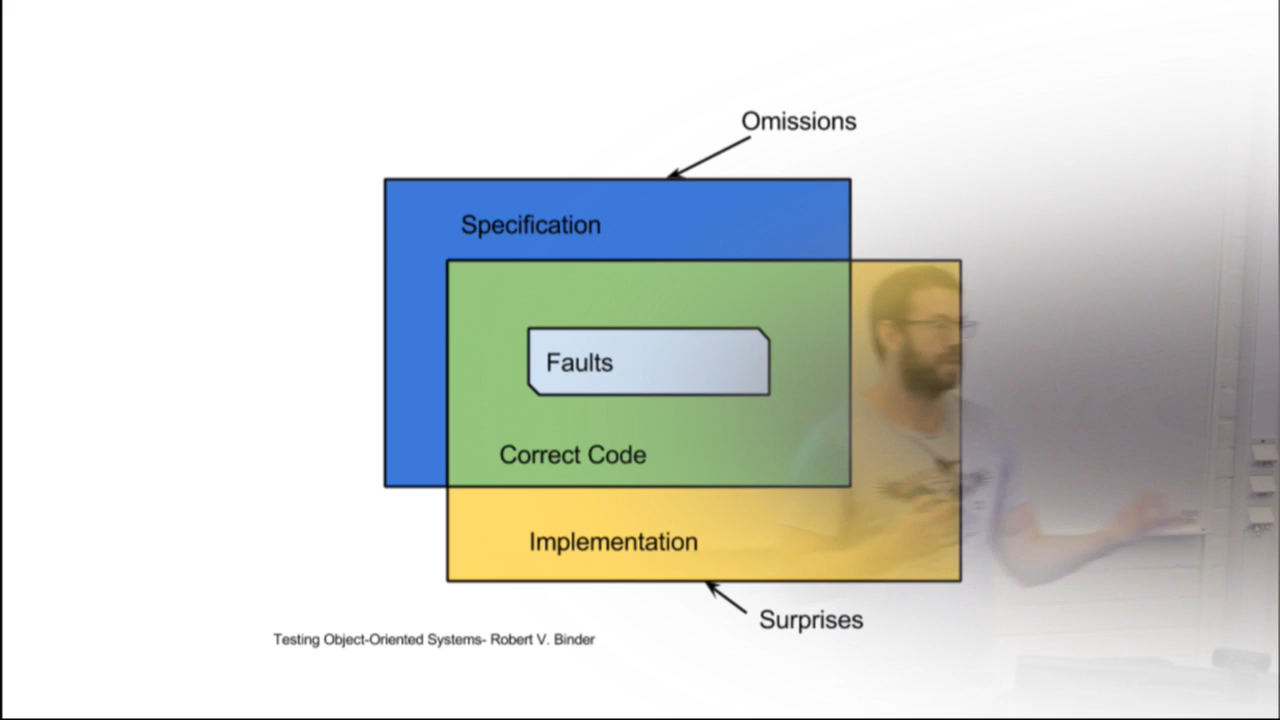 Omissions
Specification
Faults
Correct Code
Implementation
Surprises
Testing Object-Oriented Systems- Robert V. Binder